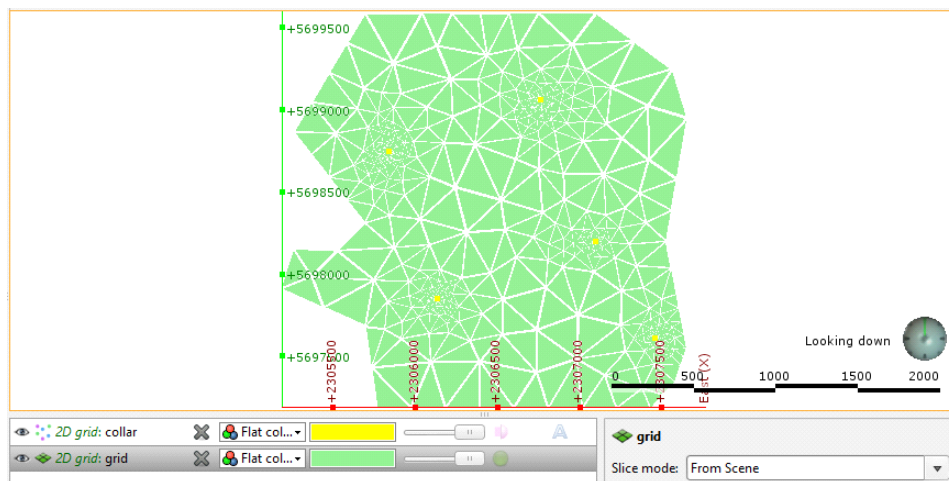 +5699500
+5699000
+5698500
+5698000
+5697500
+2305500
+2306000
+2306500
+2307000
+2307500
East (X)
Looking down
0 500 1000 1500 2000
2D grid: collar Flat col... A
2D grid: grid Flat col...
grid
Slice mode: From Scene